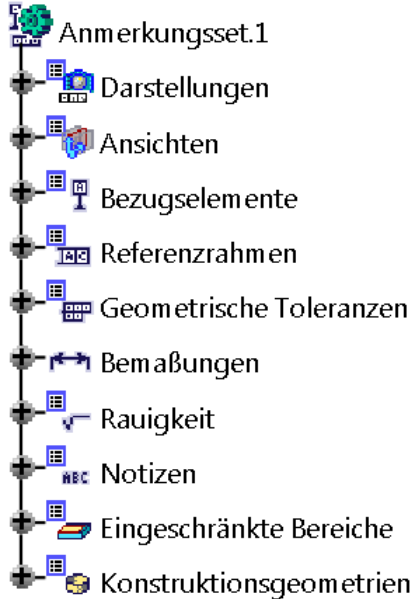 Anmerkungsset.1
Darstellungen
Ansichten
Bezugselemente
Referenzrahmen
Geometrische Toleranzen
Bemaßungen
Rauigkeit
Notizen
Eingeschränkte Bereiche
Konstruktionsgeometrien